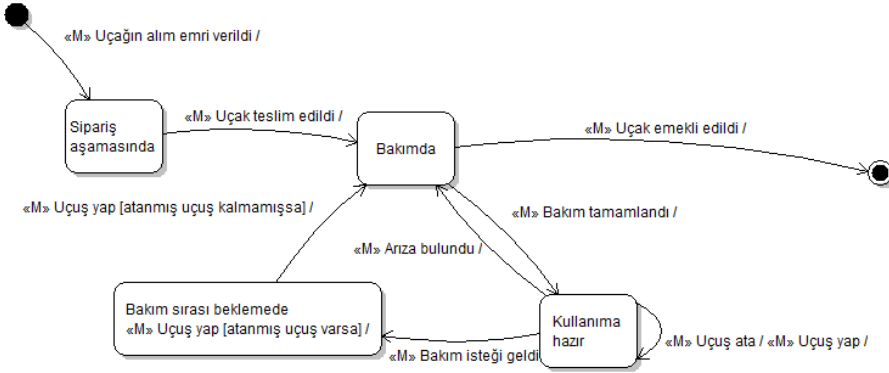 «M» Uçağın alım emri verildi /
Sipariş
aşamasında
«M» Uçak teslim edildi /
Bakımda
«M» Uçak emekli edildi /
«M» Uçuş yap [atanmış uçuş kalmamışsa] /
«M» Bakım tamamlandı /
«M» Arıza bulundu /
Bakım sırası beklemede
«M» Uçuş yap [atanmış uçuş varsa] /
Kullanıma
hazır
«M» Uçuş ata / «M» Uçuş yap /
«M» Bakım isteği geldi